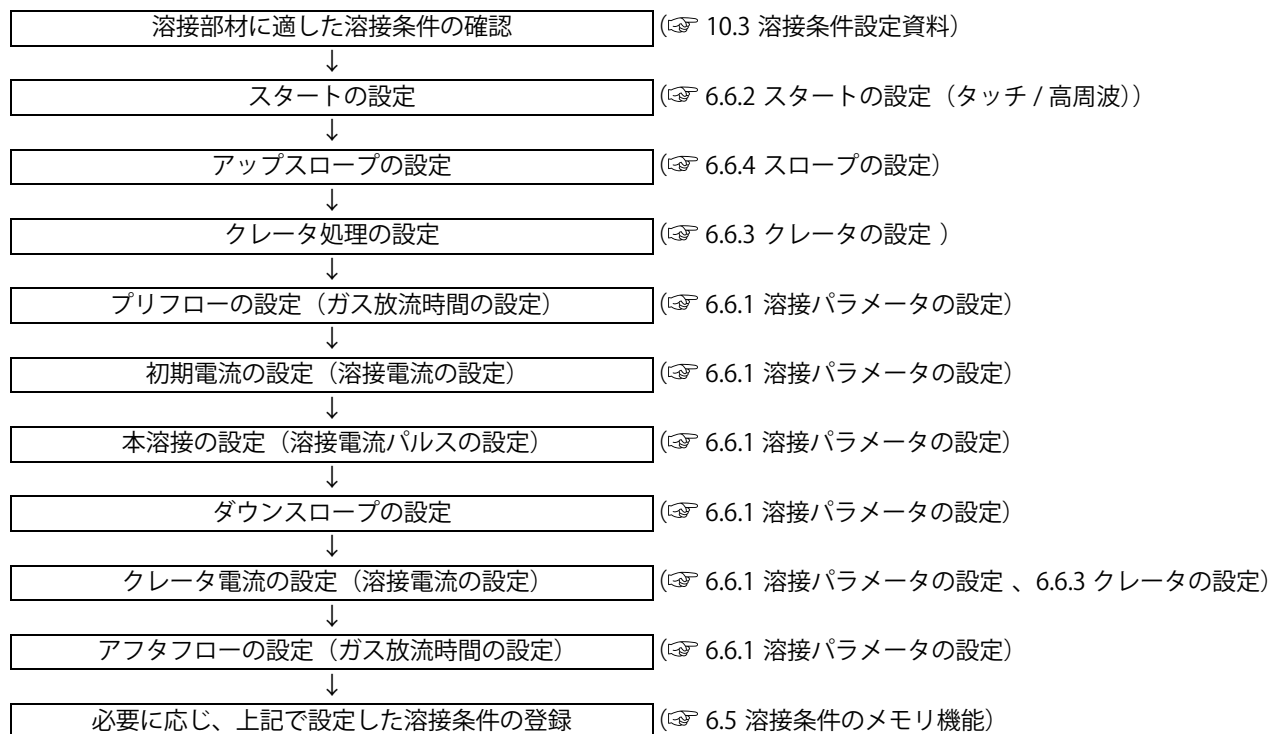 溶接部材に適した溶接条件の確認 (☞ 10.3 溶接条件設定資料)
↓
スタートの設定 (☞ 6.6.2 スタートの設定（タッチ / 高周波）)
↓
アップスロープの設定 (☞ 6.6.4 スロープの設定)
↓
クレータ処理の設定 (☞ 6.6.3 クレータの設定 )
↓
プリフローの設定（ガス放流時間の設定） (☞ 6.6.1 溶接パラメータの設定)
↓
初期電流の設定（溶接電流の設定） (☞ 6.6.1 溶接パラメータの設定)
↓
本溶接の設定（溶接電流パルスの設定） (☞ 6.6.1 溶接パラメータの設定)
↓
ダウンスロープの設定 (☞ 6.6.1 溶接パラメータの設定)
↓
クレータ電流の設定（溶接電流の設定） (☞ 6.6.1 溶接パラメータの設定 、6.6.3 クレータの設定)
↓
アフタフローの設定（ガス放流時間の設定） (☞ 6.6.1 溶接パラメータの設定)
↓
必要に応じ、上記で設定した溶接条件の登録 (☞ 6.5 溶接条件のメモリ機能)